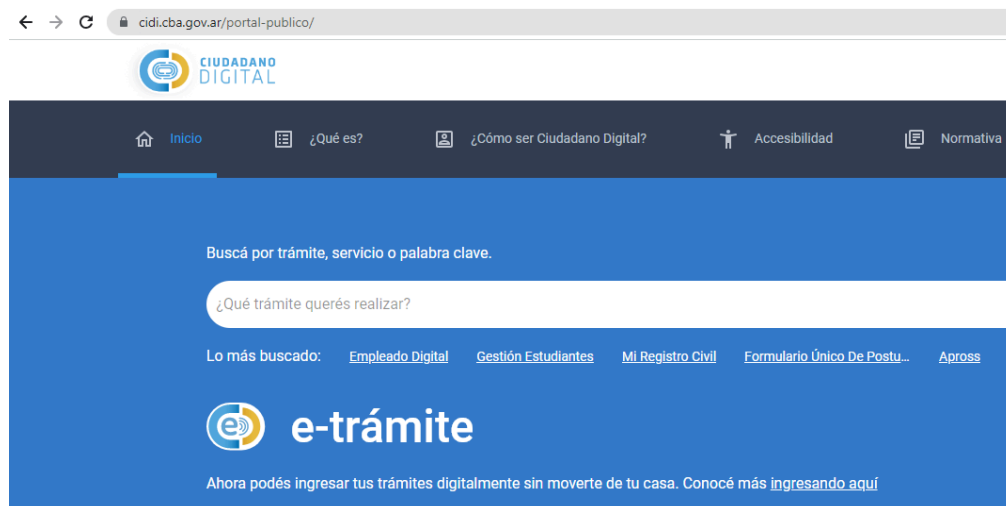 cidi.cba.gov.ar/portal-publico/
CIUDADANO
DIGITAL
Inicio ¿Qué es? ¿Cómo ser Ciudadano Digital? Accesibilidad Normativa
Buscá por trámite, servicio o palabra clave.
¿Qué trámite querés realizar?
Lo más buscado: Empleado Digital Gestión Estudiantes Mi Registro Civil Formulario Único De Postu... Apross
e e-trámite
Ahora podés ingresar tus trámites digitalmente sin moverte de tu casa. Conocé más ingresando aquí